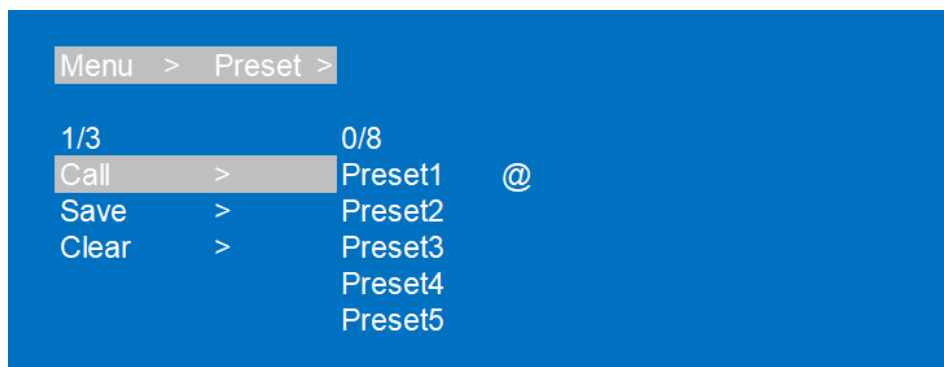 Menu > Preset >
1/3 0/8
Call > Preset1 @
Save > Preset2
Clear > Preset3
Preset4
Preset5